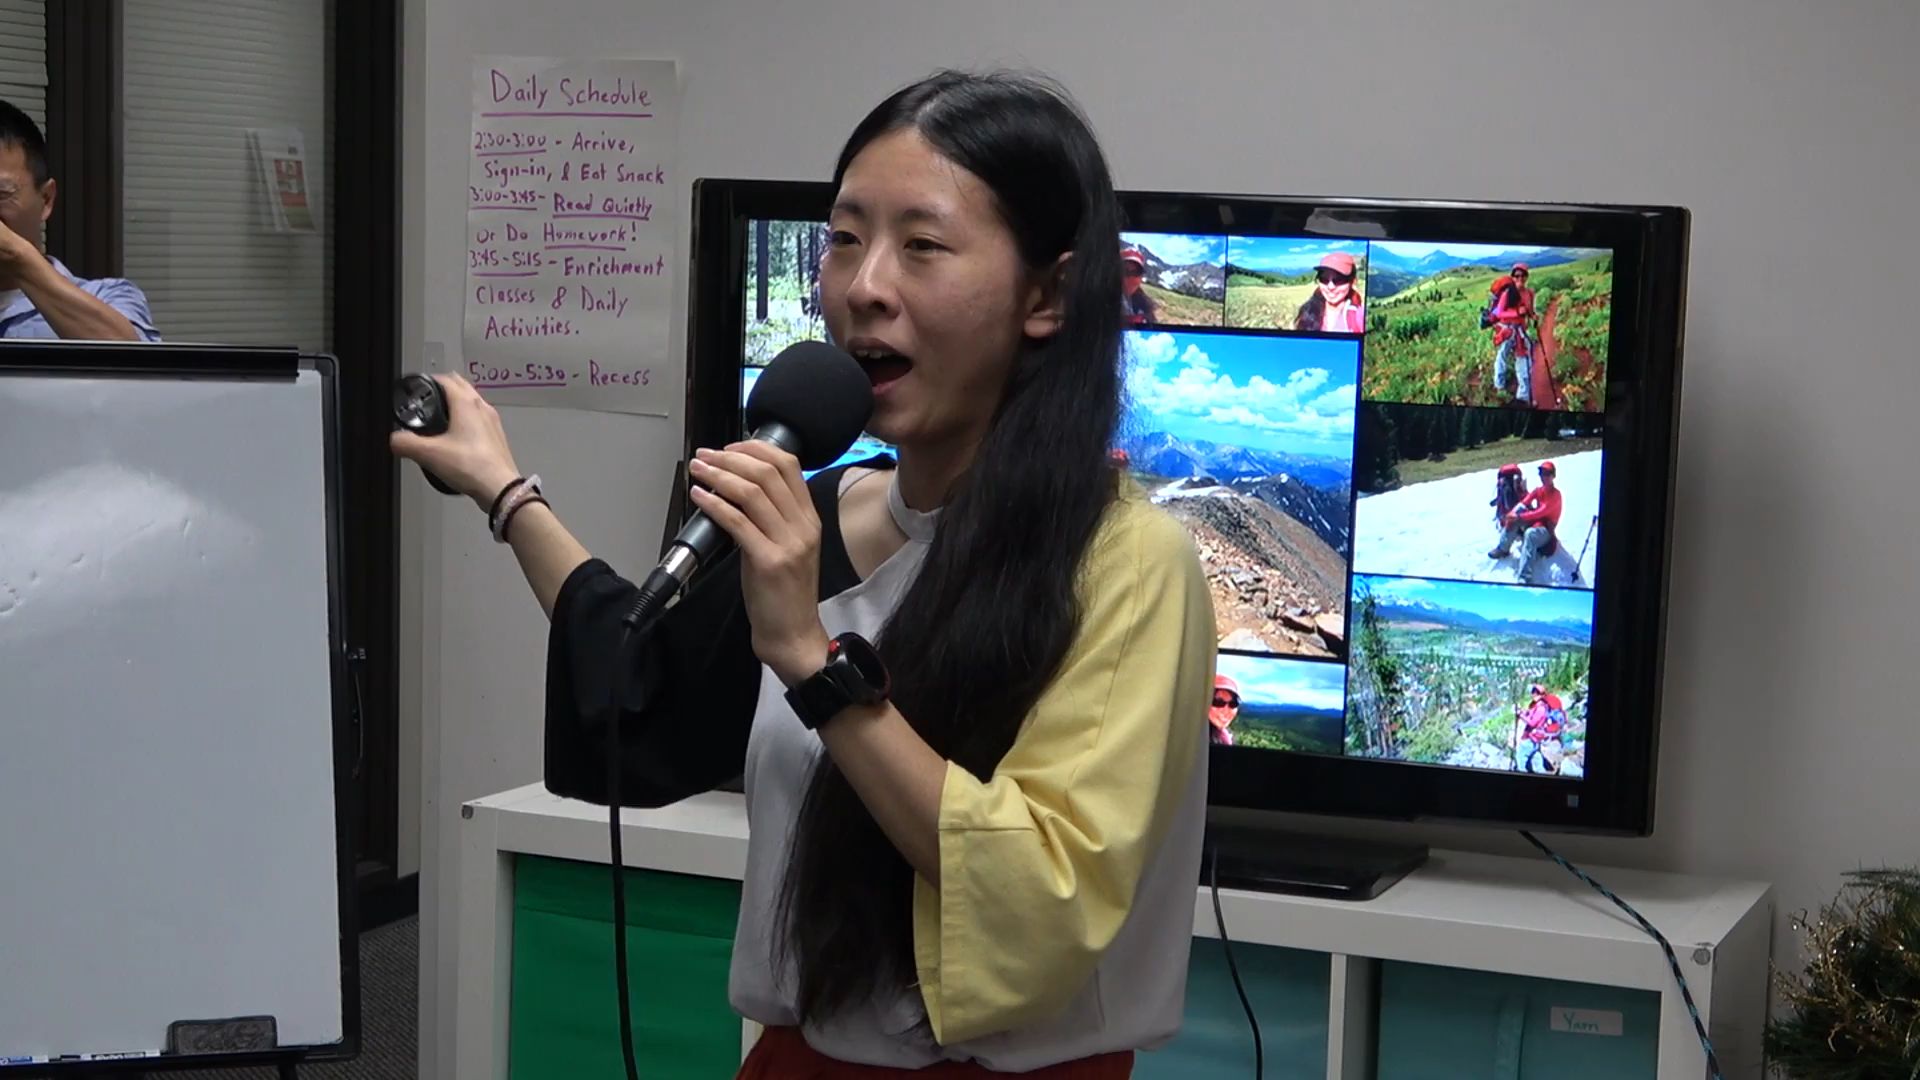 Daily Schedule
2:30-3:00 - Arrive,
Sign-in, & Eat Snack
3:00-3:45- Read Quietly
or Do Homework!
3:45-5:15 - Enrichment
Classes & Daily
Activities.
5:00-5:30 - Recess
Yarn